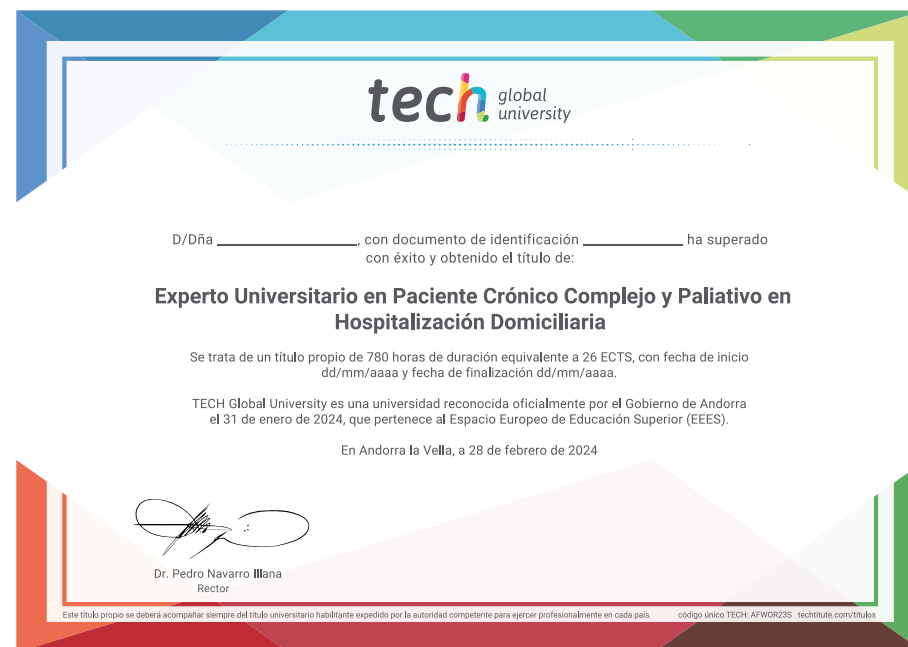 tech global university
D/Dña ____________________, con documento de identificación ______________ ha superado
con éxito y obtenido el título de:
Experto Universitario en Paciente Crónico Complejo y Paliativo en
Hospitalización Domiciliaria
Se trata de un título propio de 780 horas de duración equivalente a 26 ECTS, con fecha de inicio
dd/mm/aaaa y fecha de finalización dd/mm/aaaa.
TECH Global University es una universidad reconocida oficialmente por el Gobierno de Andorra
el 31 de enero de 2024, que pertenece al Espacio Europeo de Educación Superior (EEES).
En Andorra la Vella, a 28 de febrero de 2024
Dr. Pedro Navarro Illana
Rector
Este título propio se deberá acompañar siempre del título universitario habilitante expedido por la autoridad competente para ejercer profesionalmente en cada país. código único TECH: AFWOR23S techtitute.com/titulos